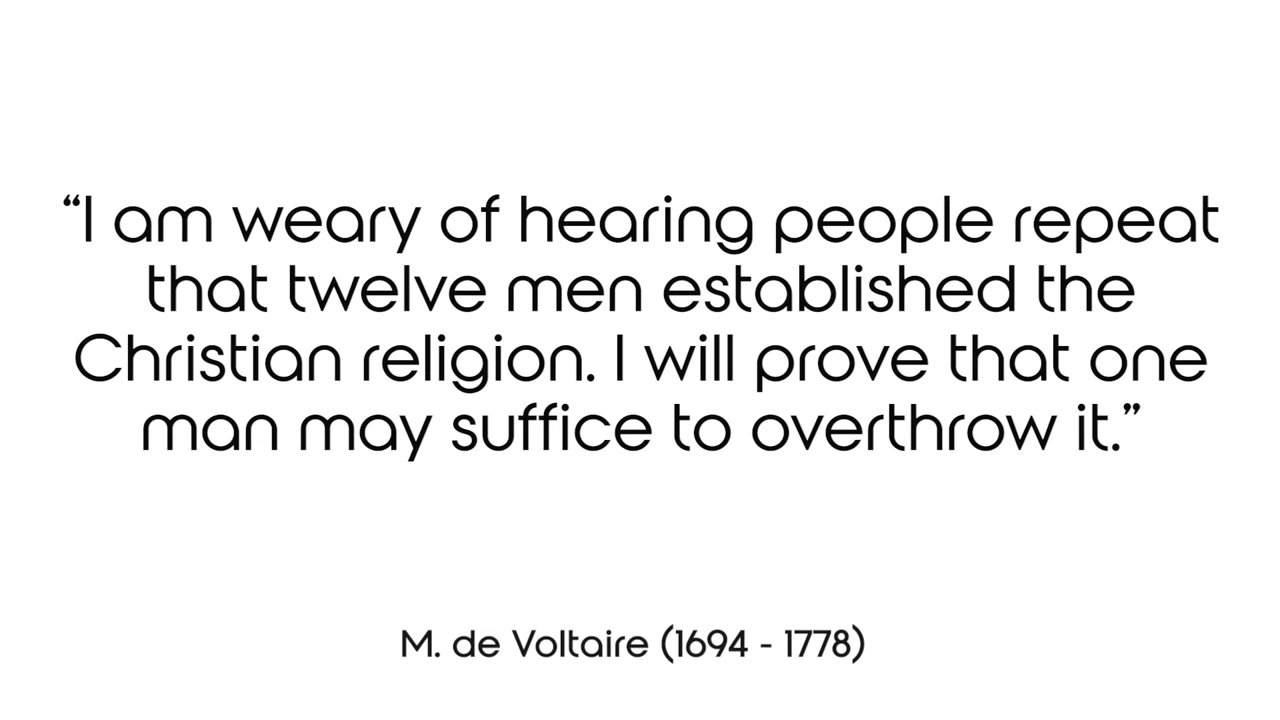 “I am weary of hearing people repeat
that twelve men established the
Christian religion. I will prove that one
man may suffice to overthrow it.”
M. de Voltaire (1694 - 1778)